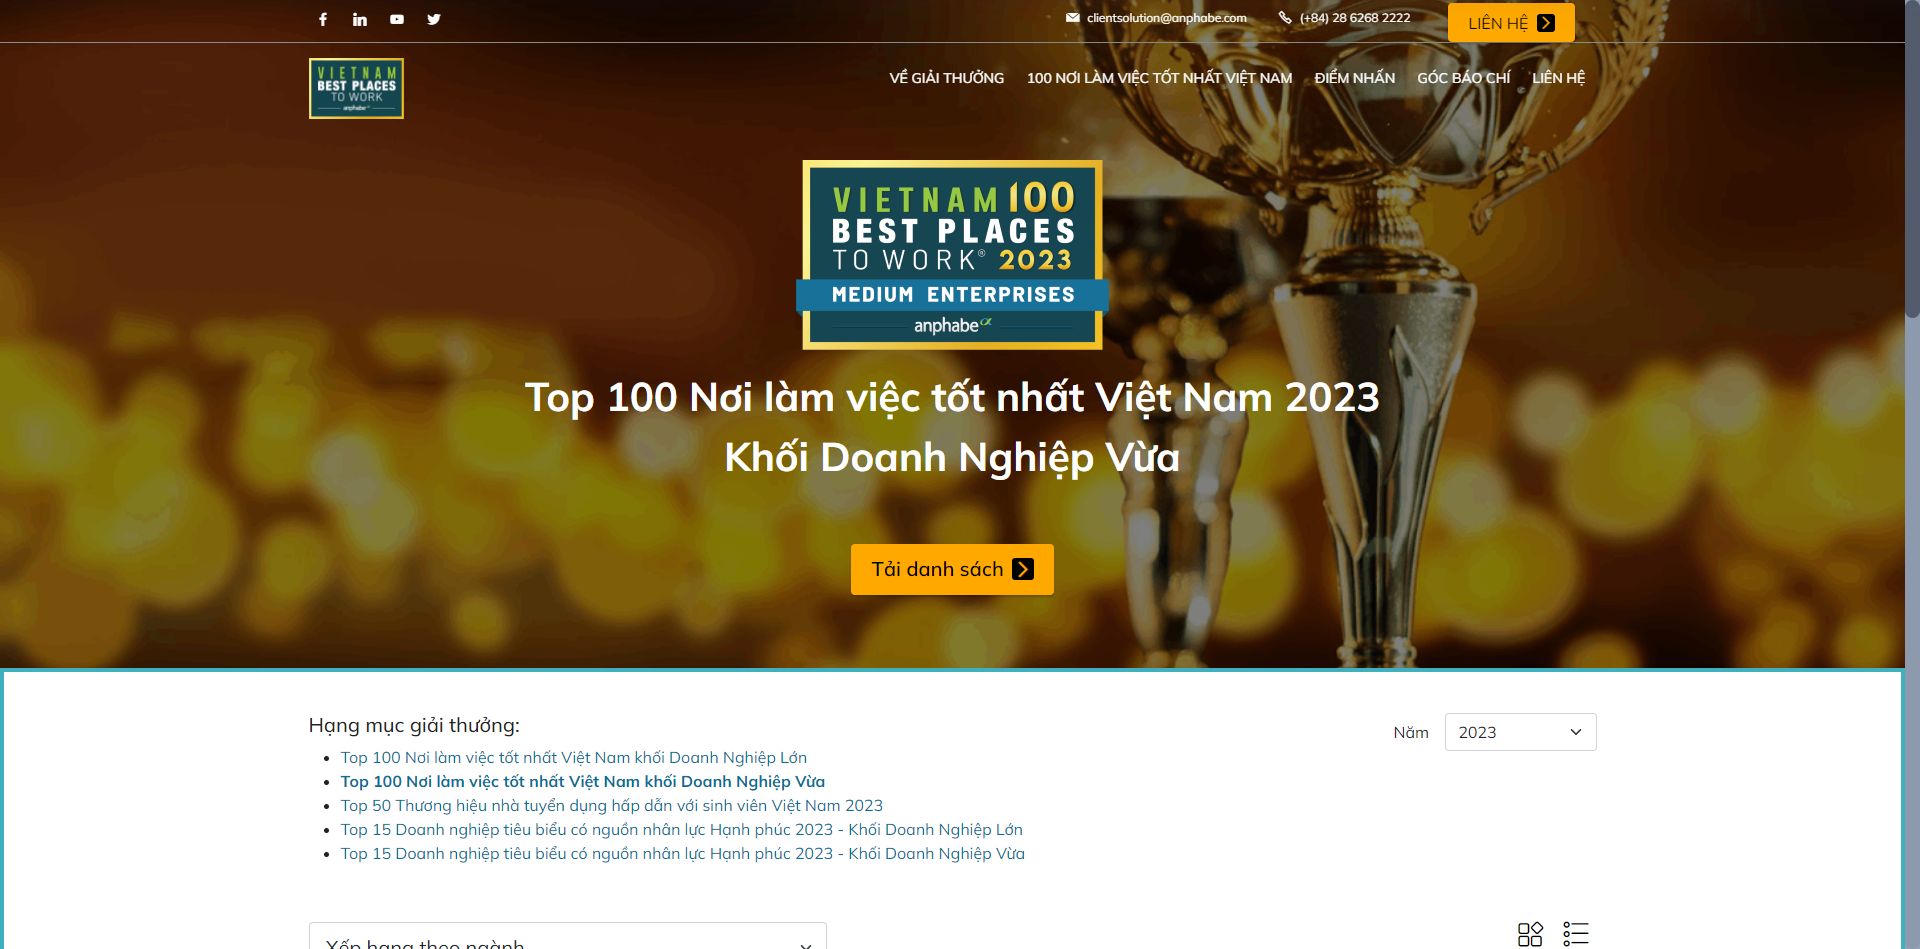 clientsolution@anphabe.com
(+84) 28 6268 2222
LIÊN HỆ
VIETNAM
BEST PLACES
TO WORK
anphabe
VỀ GIẢI THƯỞNG
100 NƠI LÀM VIỆC TỐT NHẤT VIỆT NAM
ĐIỂM NHẤN
GÓC BÁO CHÍ
LIÊN HỆ
VIETNAM 100
BEST PLACES
TO WORK® 2023
MEDIUM ENTERPRISES
anphabe
Top 100 Nơi làm việc tốt nhất Việt Nam 2023
Khối Doanh Nghiệp Vừa
Tải danh sách
Hạng mục giải thưởng:
Năm
2023
Top 100 Nơi làm việc tốt nhất Việt Nam khối Doanh Nghiệp Lớn
Top 100 Nơi làm việc tốt nhất Việt Nam khối Doanh Nghiệp Vừa
Top 50 Thương hiệu nhà tuyển dụng hấp dẫn với sinh viên Việt Nam 2023
Top 15 Doanh nghiệp tiêu biểu có nguồn nhân lực Hạnh phúc 2023 - Khối Doanh Nghiệp Lớn
Top 15 Doanh nghiệp tiêu biểu có nguồn nhân lực Hạnh phúc 2023 - Khối Doanh Nghiệp Vừa
Xếp hạng theo ngành